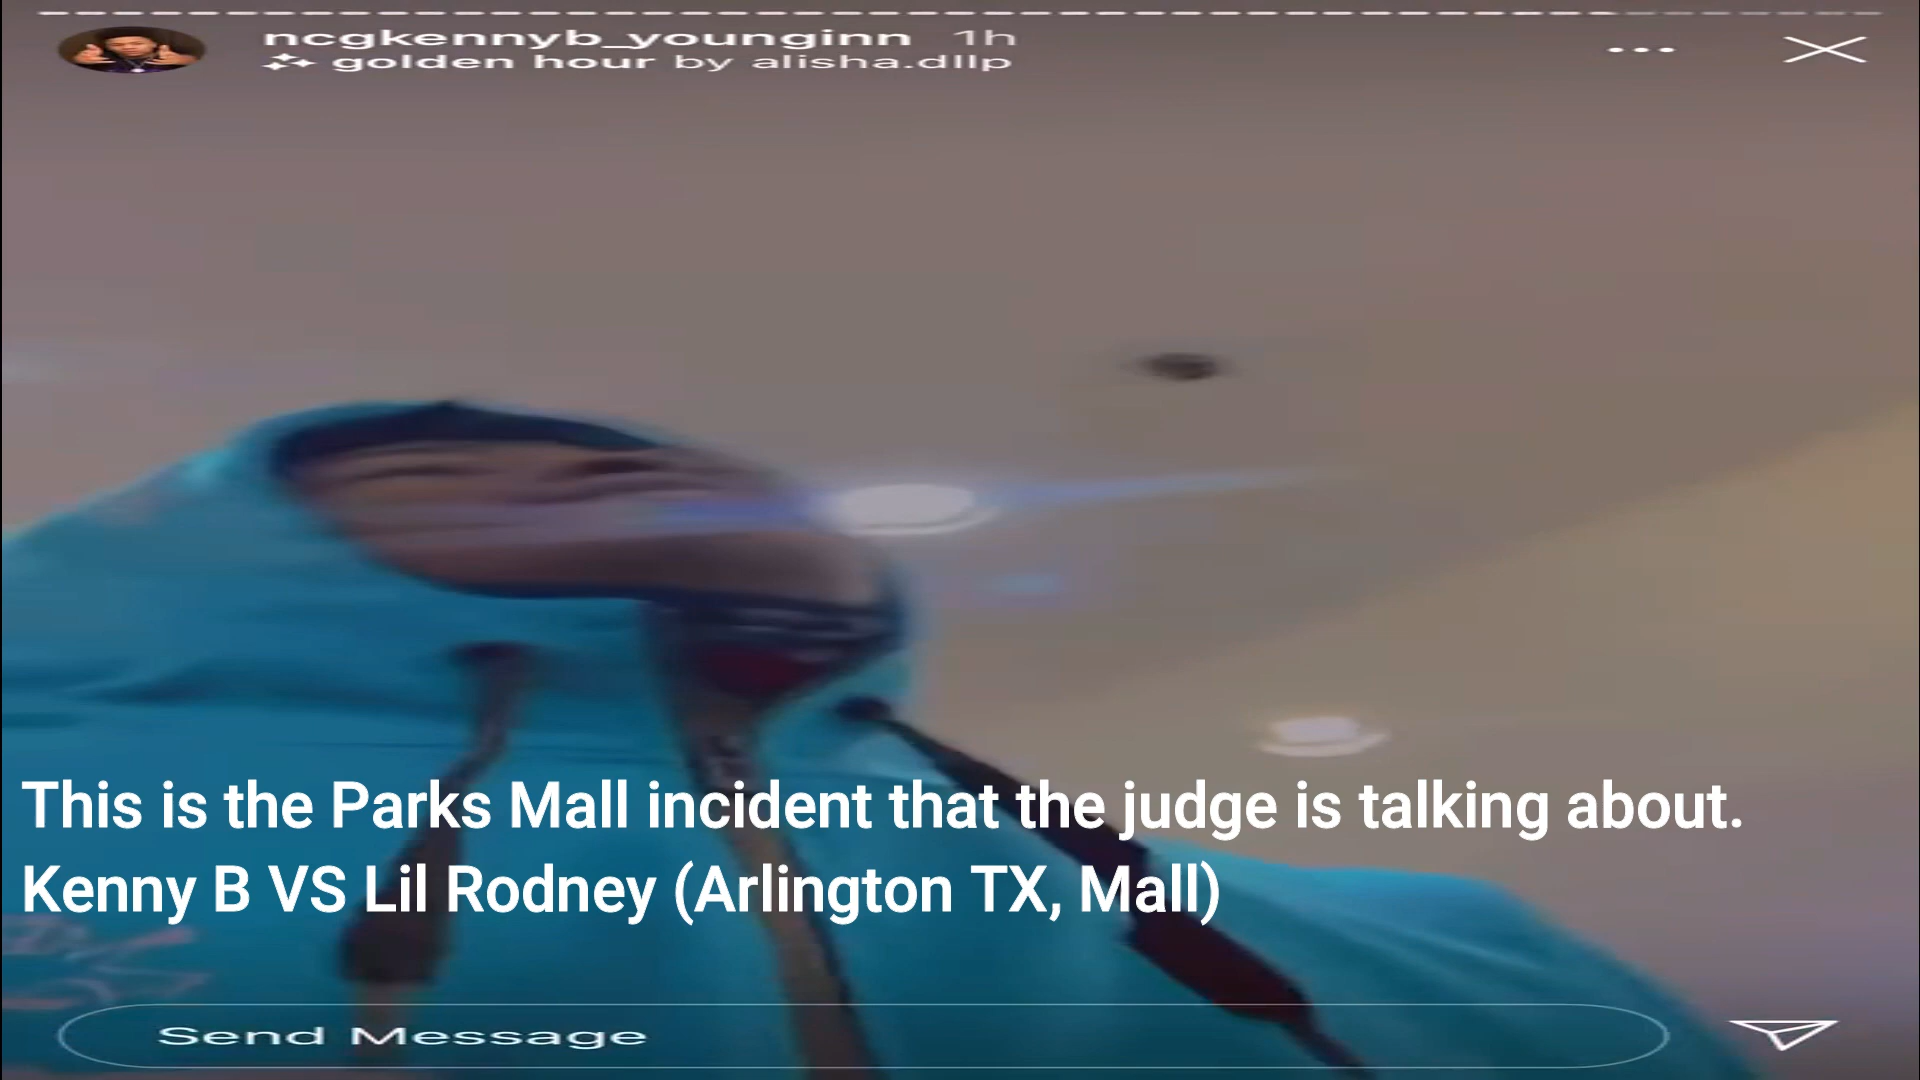 ncgkennyb_younginn 1h
golden hour by alisha.dllp
This is the Parks Mall incident that the judge is talking about.
Kenny B VS Lil Rodney (Arlington TX, Mall)
Send Message